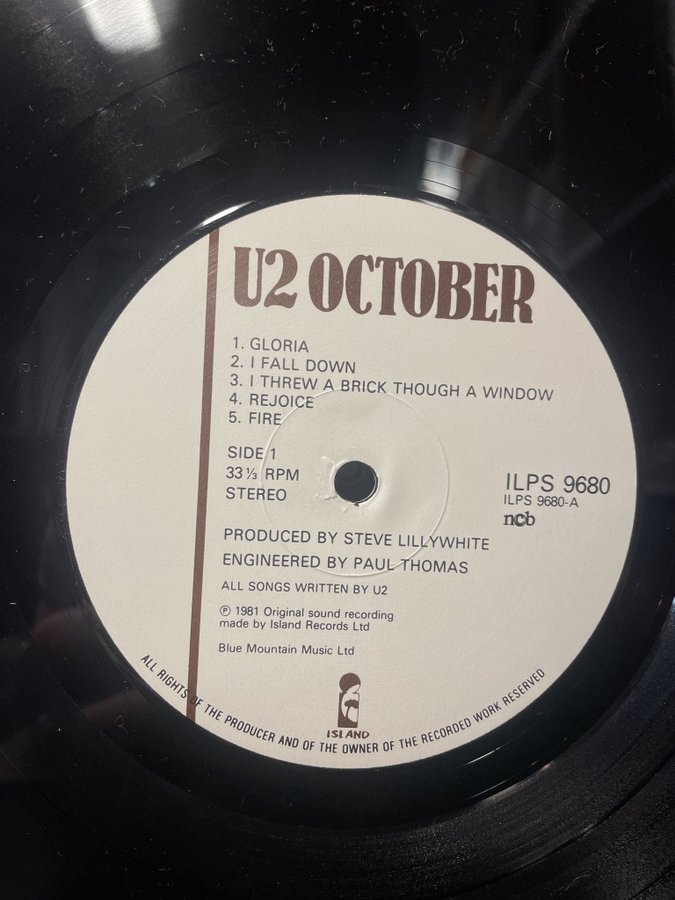 U2 OCTOBER
1. GLORIA
2. I FALL DOWN
3. I THREW A BRICK THOUGH A WINDOW
4. REJOICE
5. FIRE
SIDE 1
33⅓ RPM
STEREO
ILPS 9680
ILPS 9680-A
ncb
PRODUCED BY STEVE LILLYWHITE
ENGINEERED BY PAUL THOMAS
ALL SONGS WRITTEN BY U2
℗ 1981 Original sound recording
made by Island Records Ltd
Blue Mountain Music Ltd
ISLAND
ALL RIGHTS OF THE PRODUCER AND OF THE OWNER OF THE RECORDED WORK RESERVED